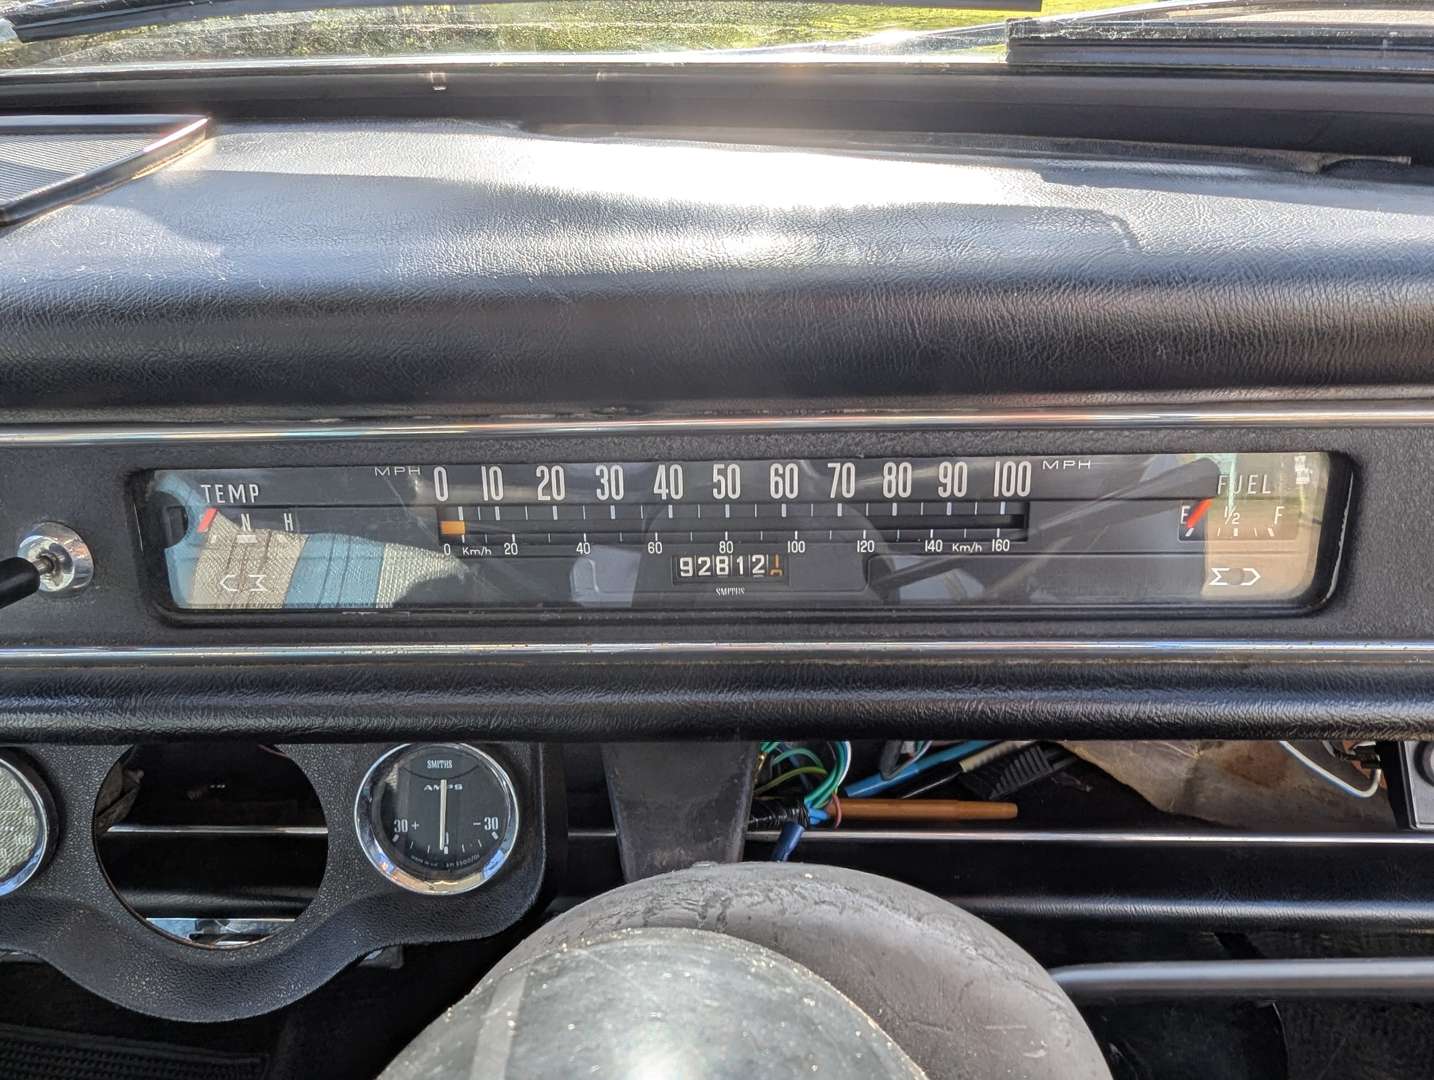 TEMP
N H
MPH 0 10 20 30 40 50 60 70 80 90 100 MPH
0 Km/h 20 40 60 80 100 120 140 Km/h 160
92812
SMITHS
FUEL
E ½ F
SMITHS
AMPS
30 + - 30